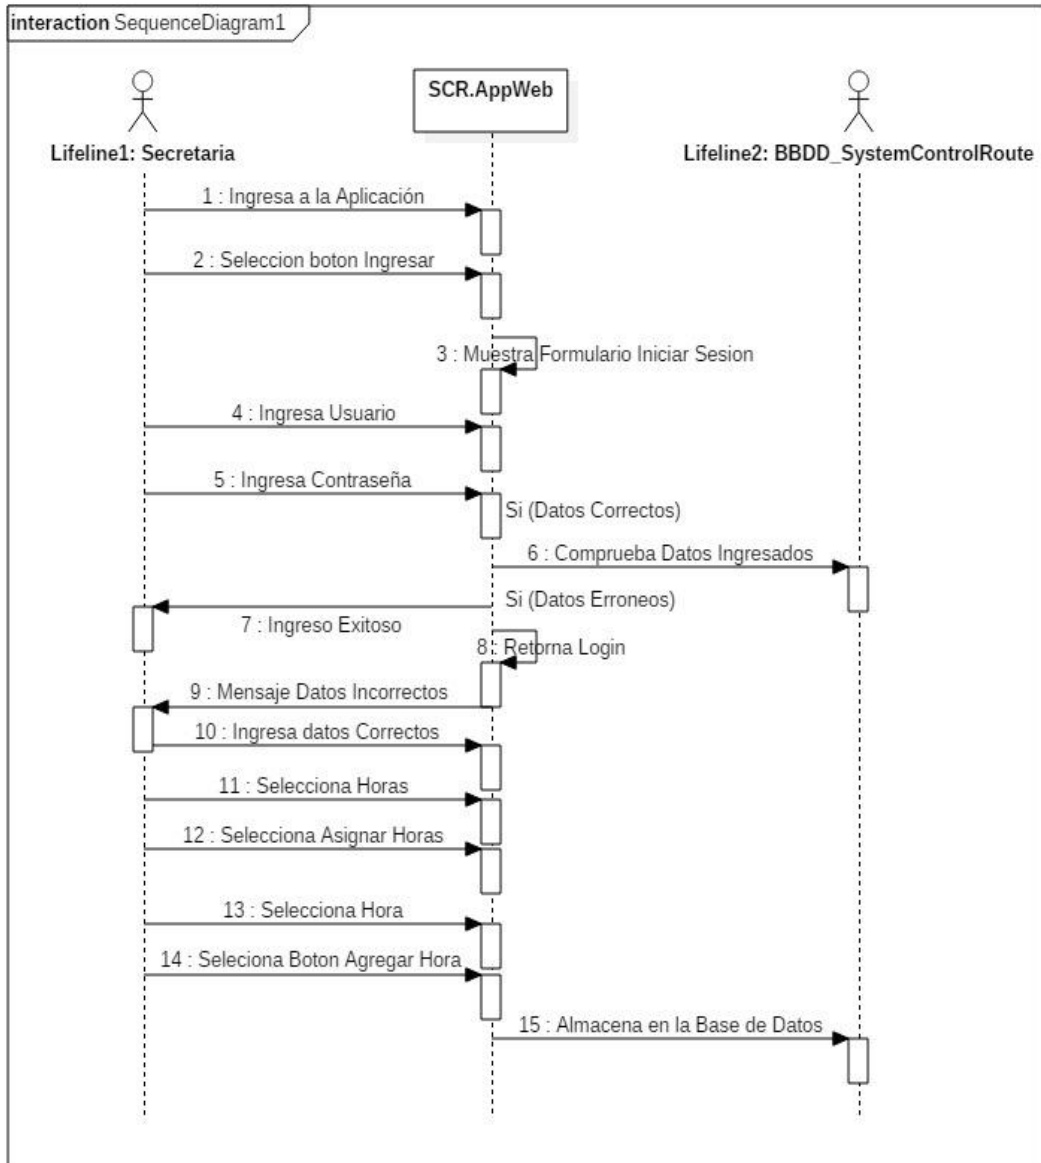 interaction SequenceDiagram1
SCR.AppWeb
Lifeline1: Secretaria
Lifeline2: BBDD_SystemControlRoute
1 : Ingresa a la Aplicación
2 : Seleccion boton Ingresar
3 : Muestra Formulario Iniciar Sesion
4 : Ingresa Usuario
5 : Ingresa Contraseña
Si (Datos Correctos)
6 : Comprueba Datos Ingresados
Si (Datos Erroneos)
7 : Ingreso Exitoso
8 : Retorna Login
9 : Mensaje Datos Incorrectos
10 : Ingresa datos Correctos
11 : Selecciona Horas
12 : Selecciona Asignar Horas
13 : Selecciona Hora
14 : Seleciona Boton Agregar Hora
15 : Almacena en la Base de Datos